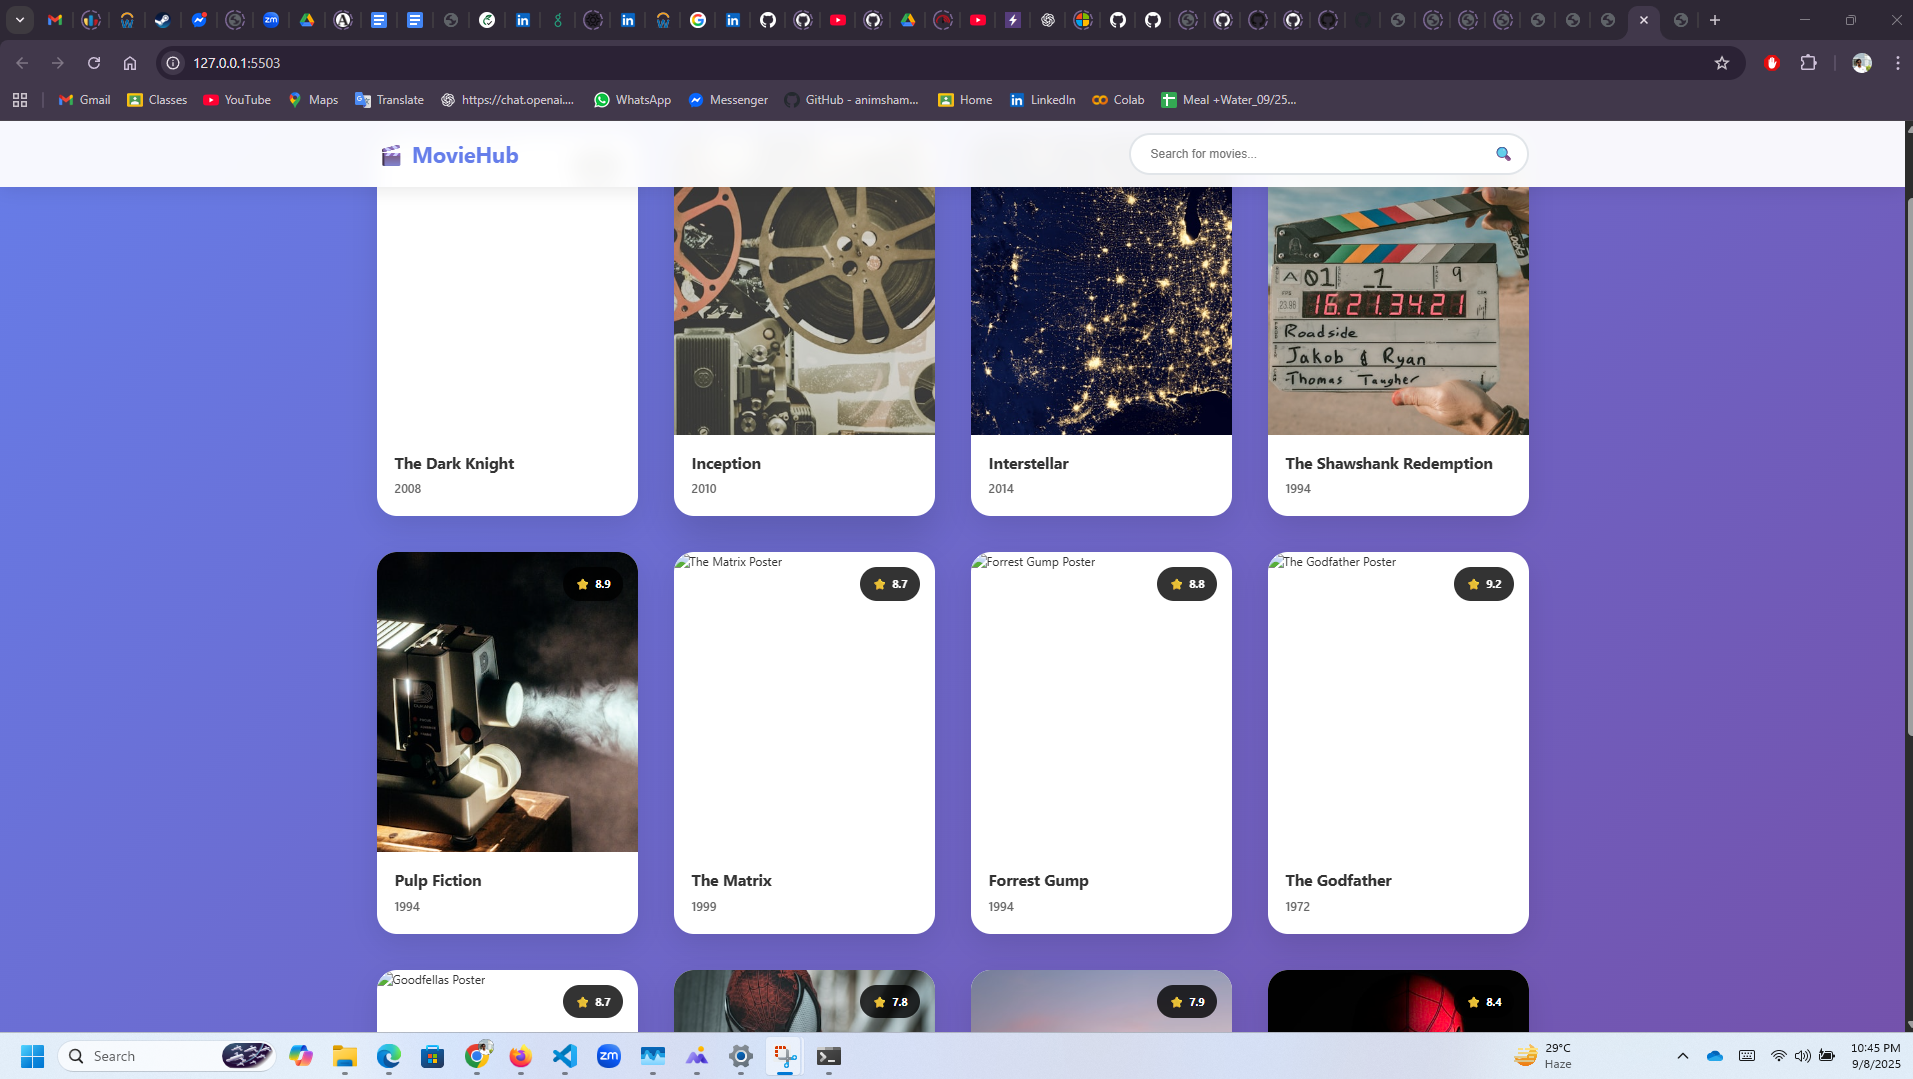 127.0.0.1:5503
Gmail
Classes
YouTube
Maps
Translate
https://chat.openai....
WhatsApp
Messenger
GitHub - animsham...
Home
LinkedIn
Colab
Meal +Water_09/25...
MovieHub
Search for movies...
A 01 1 9
23.98 16.21.34.21
Roadside
Jakob & Ryan
Thomas Taugher
The Dark Knight
2008
Inception
2010
Interstellar
2014
The Shawshank Redemption
1994
8.9
The Matrix Poster
8.7
Forrest Gump Poster
8.8
The Godfather Poster
9.2
Pulp Fiction
1994
The Matrix
1999
Forrest Gump
1994
The Godfather
1972
Goodfellas Poster
8.7
7.8
7.9
8.4
Search
29°C
Haze
10:45 PM
9/8/2025